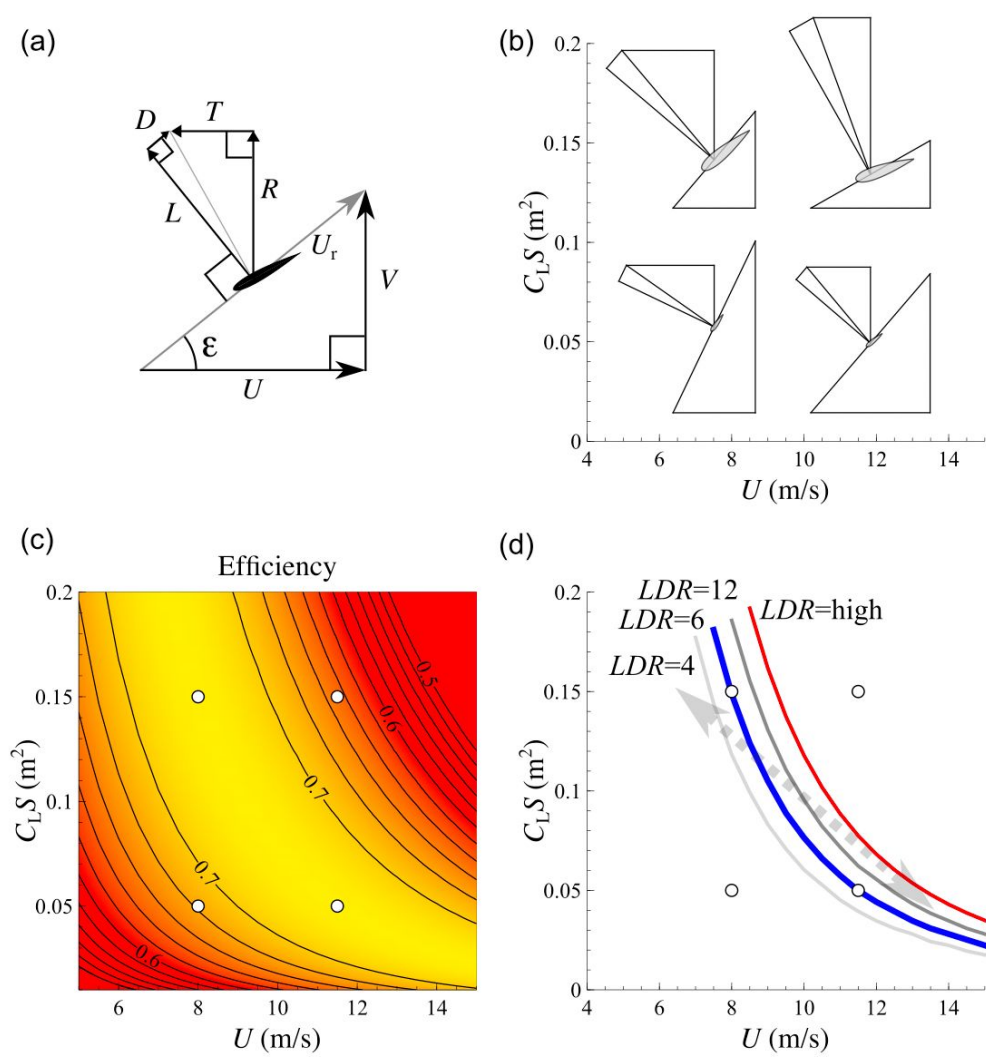 (a)
D
T
L
R
U_r
V
ε
U
(b)
0.2
0.15
0.1
0.05
0
C_L S (m²)
4 6 8 10 12 14
U (m/s)
(c)
Efficiency
0.2
0.15
0.1
0.05
C_L S (m²)
0.5
0.6
0.7
0.7
0.6
6 8 10 12 14
U (m/s)
(d)
0.2
0.15
0.1
0.05
0
C_L S (m²)
LDR=12
LDR=6
LDR=4
LDR=high
4 6 8 10 12 14
U (m/s)